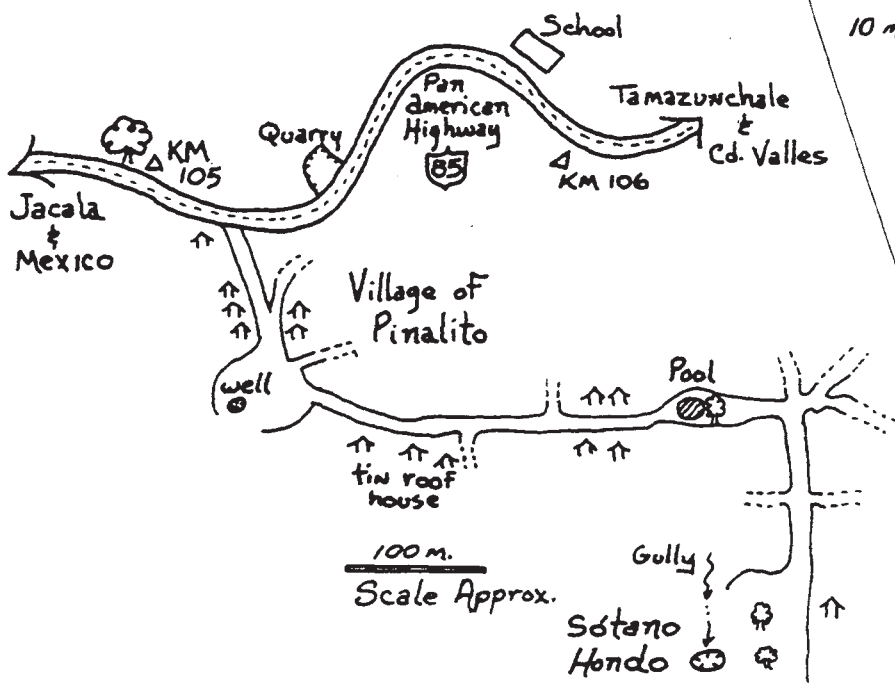 School
10 m
Pan
american
Highway
85
Tamazunchale
&
Cd. Valles
Quarry
KM
105
KM 106
Jacala
&
Mexico
Village of
Pinalito
well
Pool
tin roof
house
100 m.
Scale Approx.
Gully
Sótano
Hondo